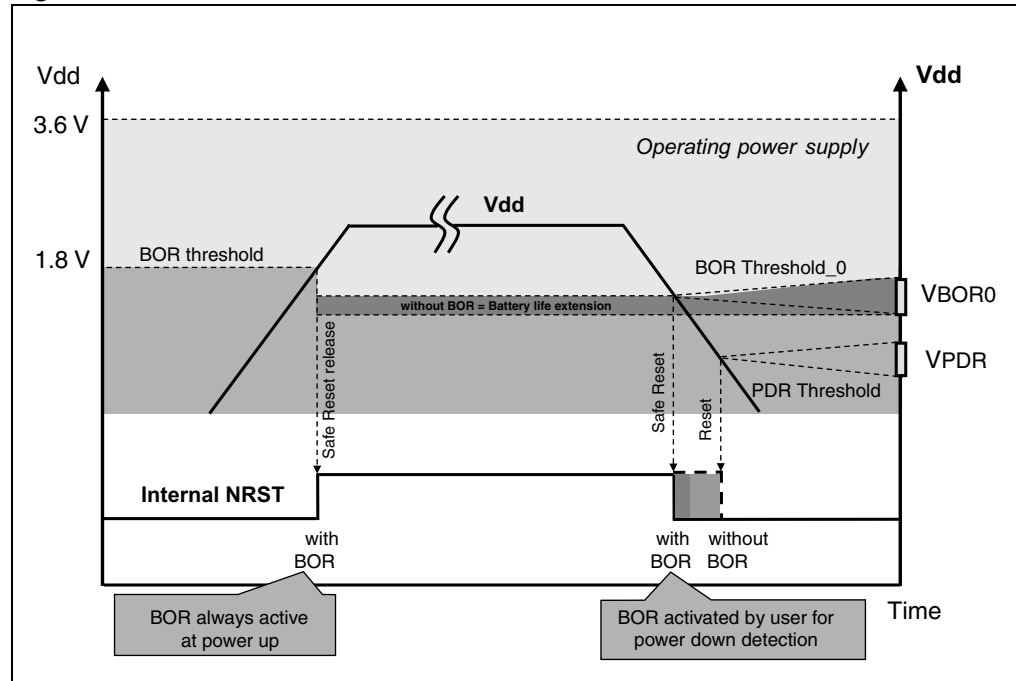 Vdd
Vdd
3.6 V
Operating power supply
Vdd
1.8 V
BOR threshold
BOR Threshold_0
VBOR0
without BOR = Battery life extension
VPDR
PDR Threshold
Safe Reset release
Safe Reset
Reset
Internal NRST
with
BOR
with
BOR
without
BOR
BOR always active
at power up
BOR activated by user for
power down detection
Time